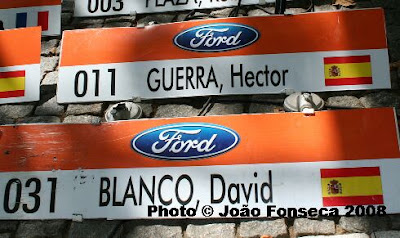 003
Ford
011 GUERRA, Hector
Ford
031 BLANCO, David
Photo © João Fonseca 2008